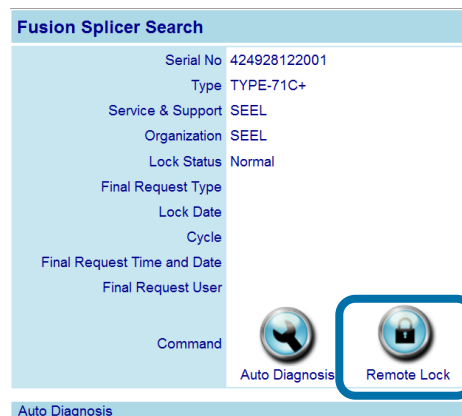 Fusion Splicer Search
Serial No 424928122001
Type TYPE-71C+
Service & Support SEEL
Organization SEEL
Lock Status Normal
Final Request Type
Lock Date
Cycle
Final Request Time and Date
Final Request User
Command
Auto Diagnosis Remote Lock
Auto Diagnosis